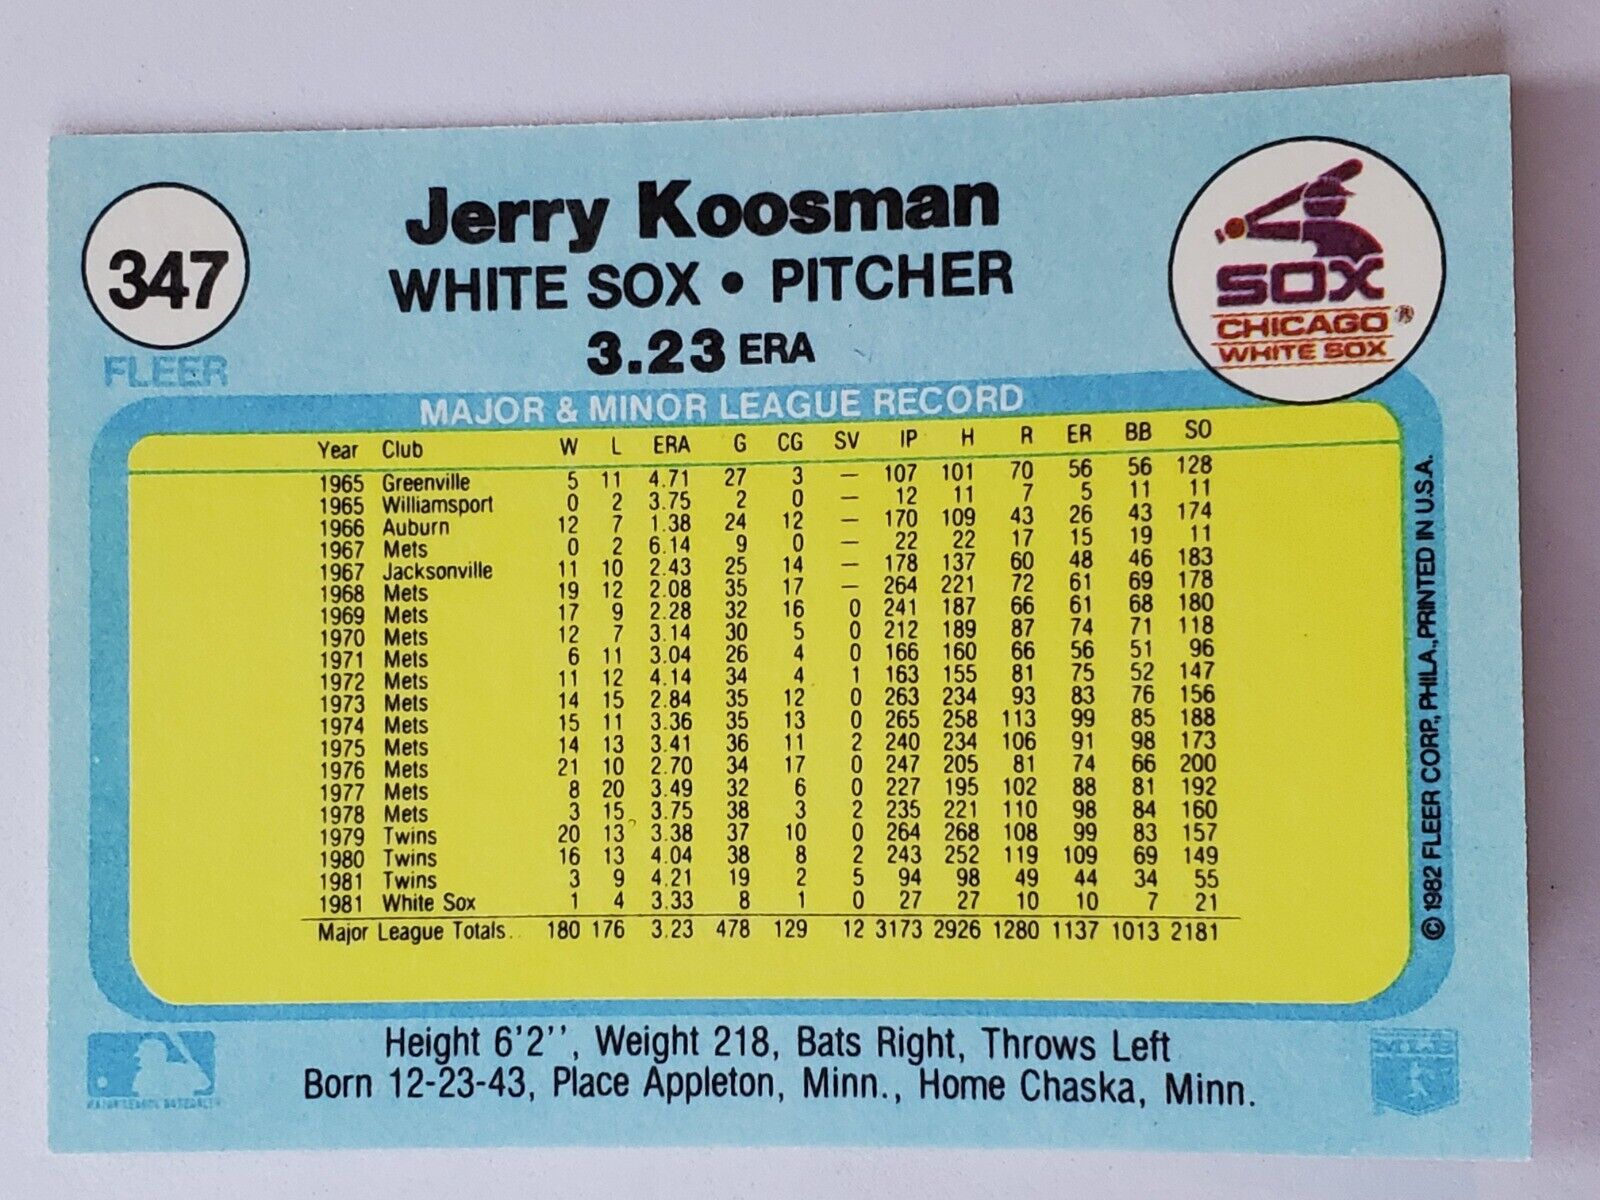 347
FLEER
Jerry Koosman
WHITE SOX • PITCHER
3.23 ERA
SOX
CHICAGO ®
WHITE SOX
MAJOR & MINOR LEAGUE RECORD
Year Club W L ERA G CG SV IP H R ER BB SO
1965 Greenville 5 11 4.71 27 3 — 107 101 70 56 56 128
1965 Williamsport 0 2 3.75 2 0 — 12 11 7 5 11 11
1966 Auburn 12 7 1.38 24 12 — 170 109 43 26 43 174
1967 Mets 0 2 6.14 9 0 — 22 22 17 15 19 11
1967 Jacksonville 11 10 2.43 25 14 — 178 137 60 48 46 183
1968 Mets 19 12 2.08 35 17 — 264 221 72 61 69 178
1969 Mets 17 9 2.28 32 16 0 241 187 66 61 68 180
1970 Mets 12 7 3.14 30 5 0 212 189 87 74 71 118
1971 Mets 6 11 3.04 26 4 0 166 160 66 56 51 96
1972 Mets 11 12 4.14 34 4 1 163 155 81 75 52 147
1973 Mets 14 15 2.84 35 12 0 263 234 93 83 76 156
1974 Mets 15 11 3.36 35 13 0 265 258 113 99 85 188
1975 Mets 14 13 3.41 36 11 2 240 234 106 91 98 173
1976 Mets 21 10 2.70 34 17 0 247 205 81 74 66 200
1977 Mets 8 20 3.49 32 6 0 227 195 102 88 81 192
1978 Mets 3 15 3.75 38 3 2 235 221 110 98 84 160
1979 Twins 20 13 3.38 37 10 0 264 268 108 99 83 157
1980 Twins 16 13 4.04 38 8 2 243 252 119 109 69 149
1981 Twins 3 9 4.21 19 2 5 94 98 49 44 34 55
1981 White Sox 1 4 3.33 8 1 0 27 27 10 10 7 21
Major League Totals.. 180 176 3.23 478 129 12 3173 2926 1280 1137 1013 2181
© 1982 FLEER CORP., PHILA., PRINTED IN U.S.A.
Height 6'2'', Weight 218, Bats Right, Throws Left
Born 12-23-43, Place Appleton, Minn., Home Chaska, Minn.
MAJOR LEAGUE BASEBALL
MLB